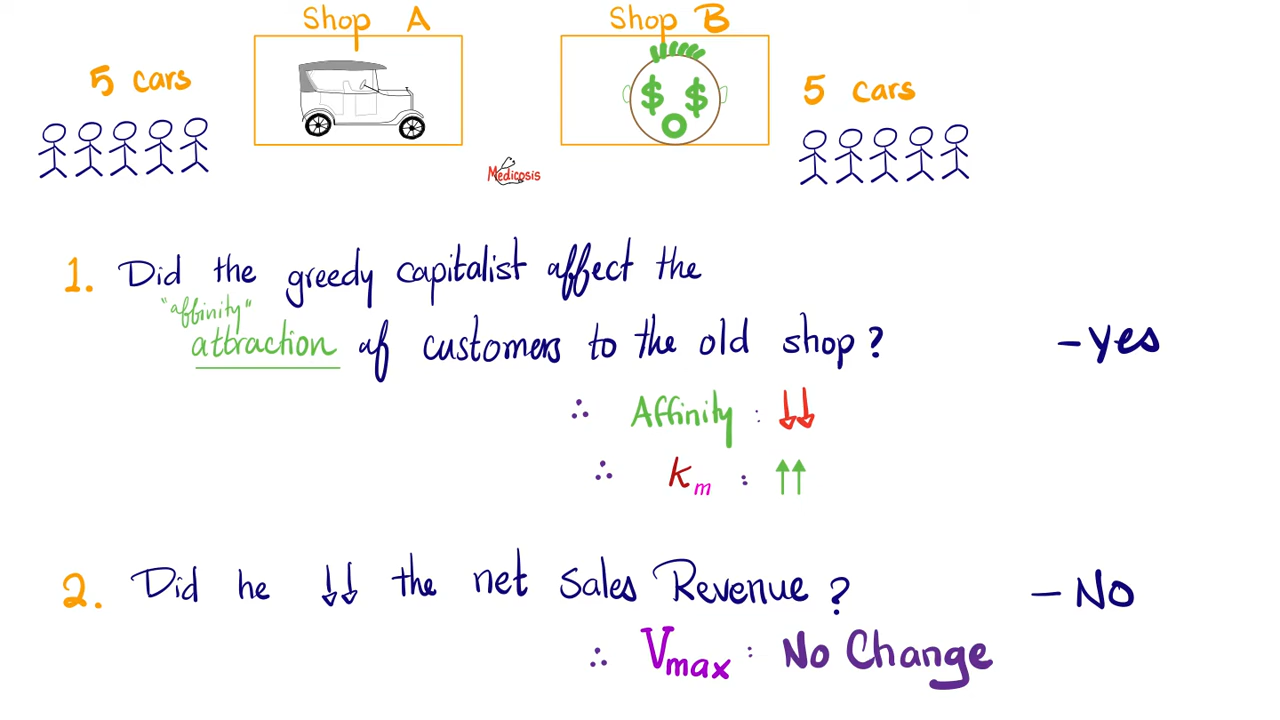 Shop A
Shop B
5 cars
5 cars
$ $
Medicosis
1. Did the greedy capitalist affect the
"affinity"
attraction af customers to the old shop? - Yes
∴ Affinity : ↓↓
∴ Km : ↑↑
2. Did he ↓↓ the net Sales Revenue? - No
∴ Vmax : No Change